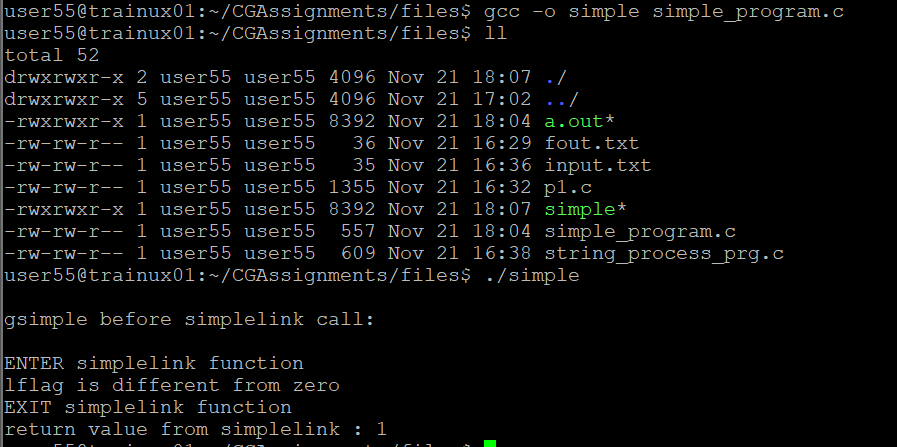 user55@trainux01:~/CGAssignments/files$ gcc -o simple simple_program.c
user55@trainux01:~/CGAssignments/files$ ll
total 52
drwxrwxr-x 2 user55 user55 4096 Nov 21 18:07 ./
drwxrwxr-x 5 user55 user55 4096 Nov 21 17:02 ../
-rwxrwxr-x 1 user55 user55 8392 Nov 21 18:04 a.out*
-rw-rw-r-- 1 user55 user55   36 Nov 21 16:29 fout.txt
-rw-rw-r-- 1 user55 user55   35 Nov 21 16:36 input.txt
-rw-rw-r-- 1 user55 user55 1355 Nov 21 16:32 p1.c
-rwxrwxr-x 1 user55 user55 8392 Nov 21 18:07 simple*
-rw-rw-r-- 1 user55 user55  557 Nov 21 18:04 simple_program.c
-rw-rw-r-- 1 user55 user55  609 Nov 21 16:38 string_process_prg.c
user55@trainux01:~/CGAssignments/files$ ./simple
gsimple before simplelink call:
ENTER simplelink function
lflag is different from zero
EXIT simplelink function
return value from simplelink : 1
user55@trainux01:~/CGAssignments/files$